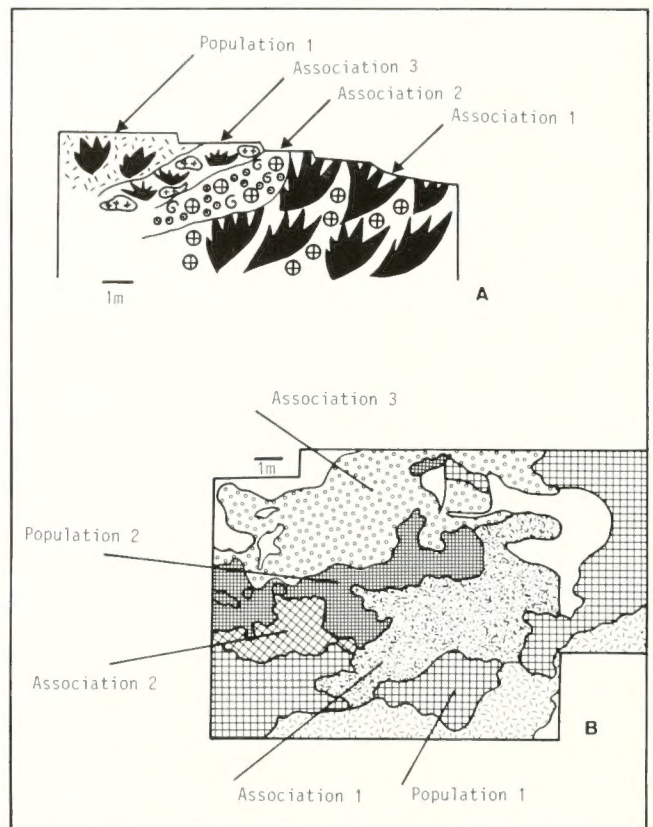 Population 1
Association 3
Association 2
Association 1
1m
A
Association 3
1m
Population 2
Association 2
B
Association 1 Population 1